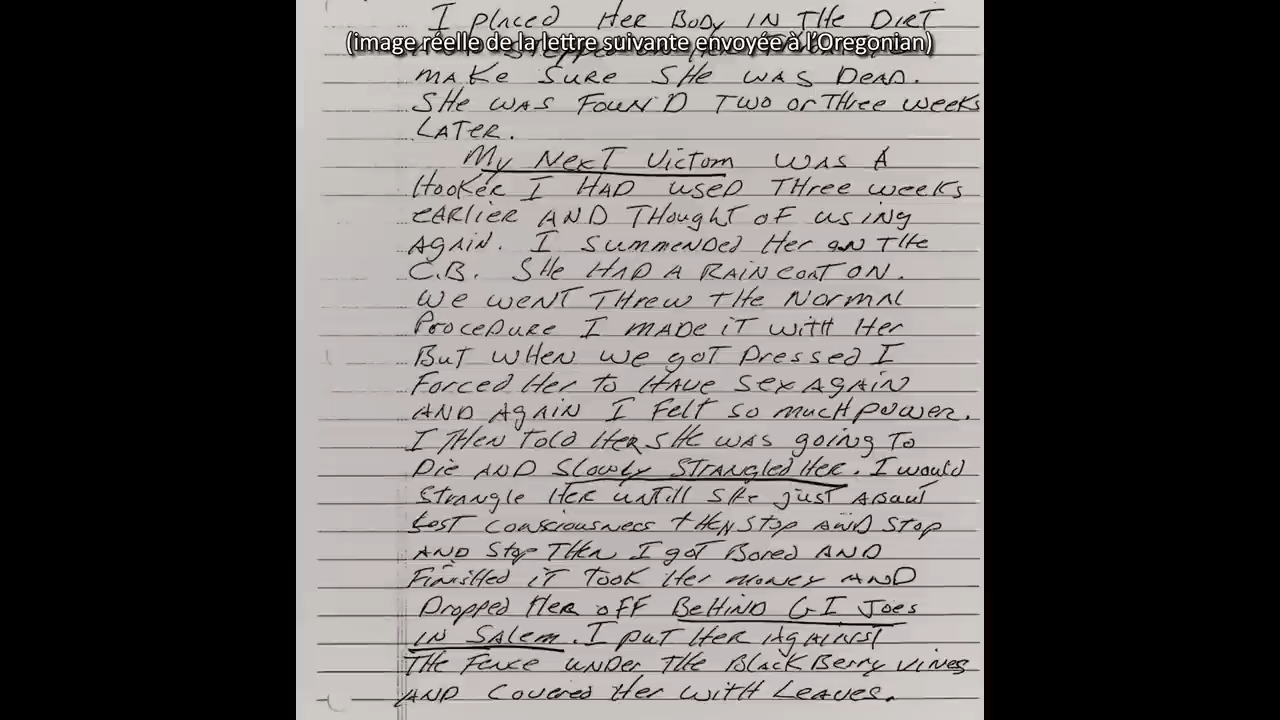 I placed Her Body IN THe DIRT
(image réelle de la lettre suivante envoyée à l'Oregonian)
MAKE SURE SHe WAS DeAD.
SHe WAS FOUND TWO or THree weeks
LATER.
My NexT Victom WAS A
Hooker I HAD used THree weeks
earlier AND THougHT oF using
AgAiN. I summended Her on THe
C.B. SHe HAD A RAIN coaT ON.
We weNT THrew THe Normal
Procedure I mADe iT wiTH Her
BuT wHen we goT Dressed I
Forced Her To HAVe sex AgAiN
AND AgAiN I FelT so mucH power.
I THen Told Her SHe wAs goiNg To
Die AND Slowly STrANgled Her. I would
STrangle Her unTill SHe jusT ABouT
LosT coNsciousNess THeN SToP AND SToP
AND SToP THeN I goT Bored AND
FiNisHed iT Took Her moNey AND
Dropped Her oFF BeHiND G I Joes
IN SAlem. I puT Her AgAiNsT
THe FeNce uNder THe BlAck Berry viNes
AND Covered Her wiTH LeAves.